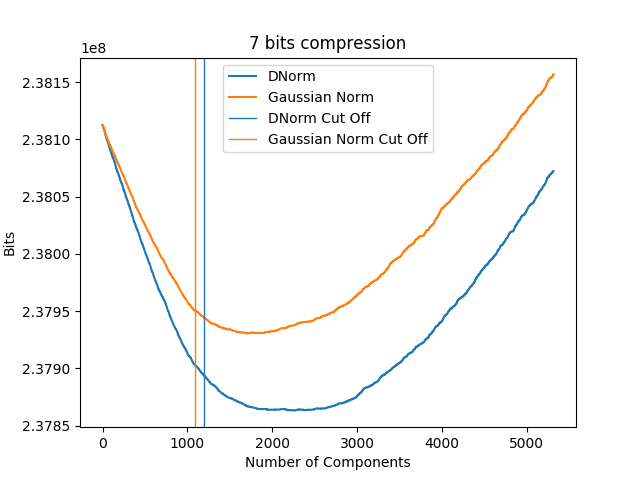 7 bits compression
1e8
DNorm
Gaussian Norm
DNorm Cut Off
Gaussian Norm Cut Off
2.3815
2.3810
2.3805
2.3800
2.3795
2.3790
2.3785
Bits
0 1000 2000 3000 4000 5000
Number of Components